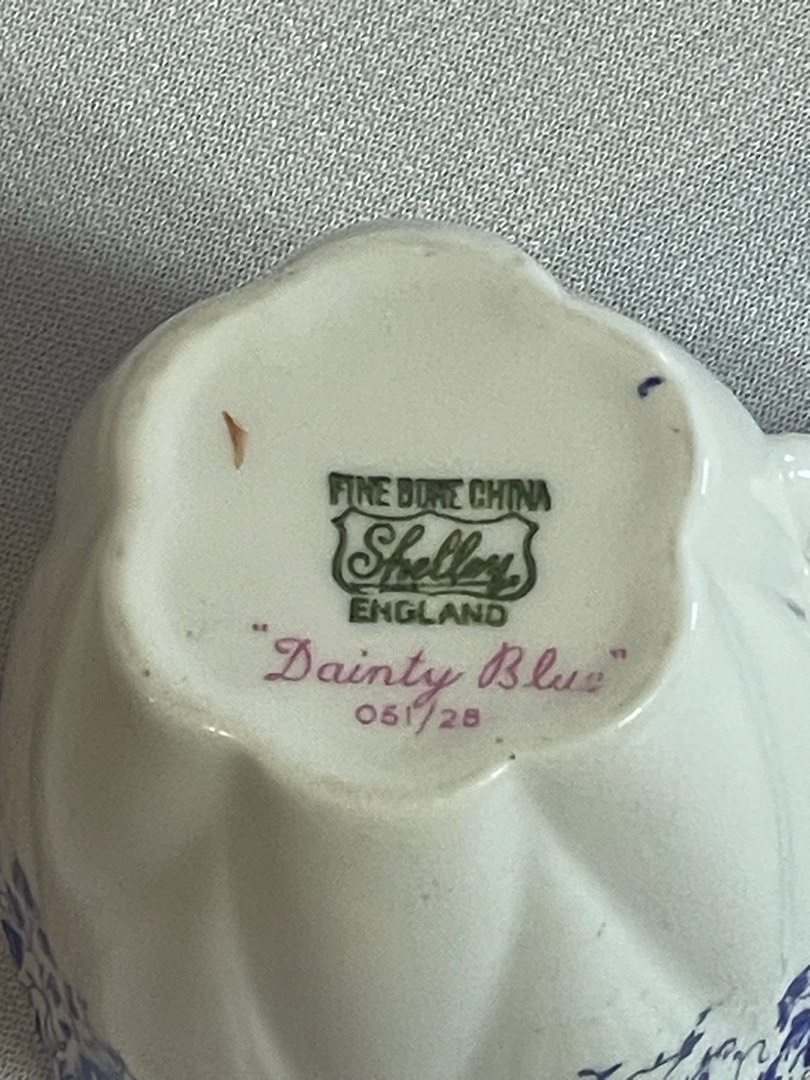 FINE BONE CHINA
Shelley
ENGLAND
"Dainty Blue"
051/28